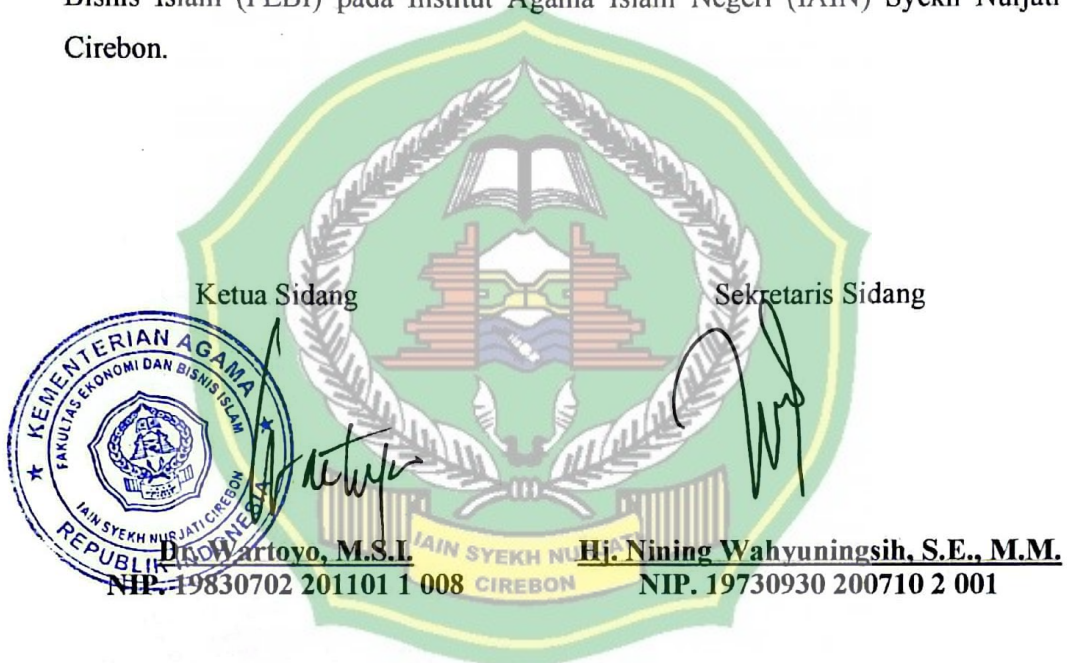 Bisnis Islam (FEBI) pada Institut Agama Islam Negeri (IAIN) Syekh Nurjati
Cirebon.
Ketua Sidang
Sekretaris Sidang
KEMENTERIAN AGAMA
FAKULTAS EKONOMI DAN BISNIS ISLAM
IAIN SYEKH NURJATI CIREBON
REPUBLIK INDONESIA
IAIN SYEKH NURJATI
CIREBON
Dr. Wartoyo, M.S.I.
NIP. 19830702 201101 1 008
Hj. Nining Wahyuningsih, S.E., M.M.
NIP. 19730930 200710 2 001